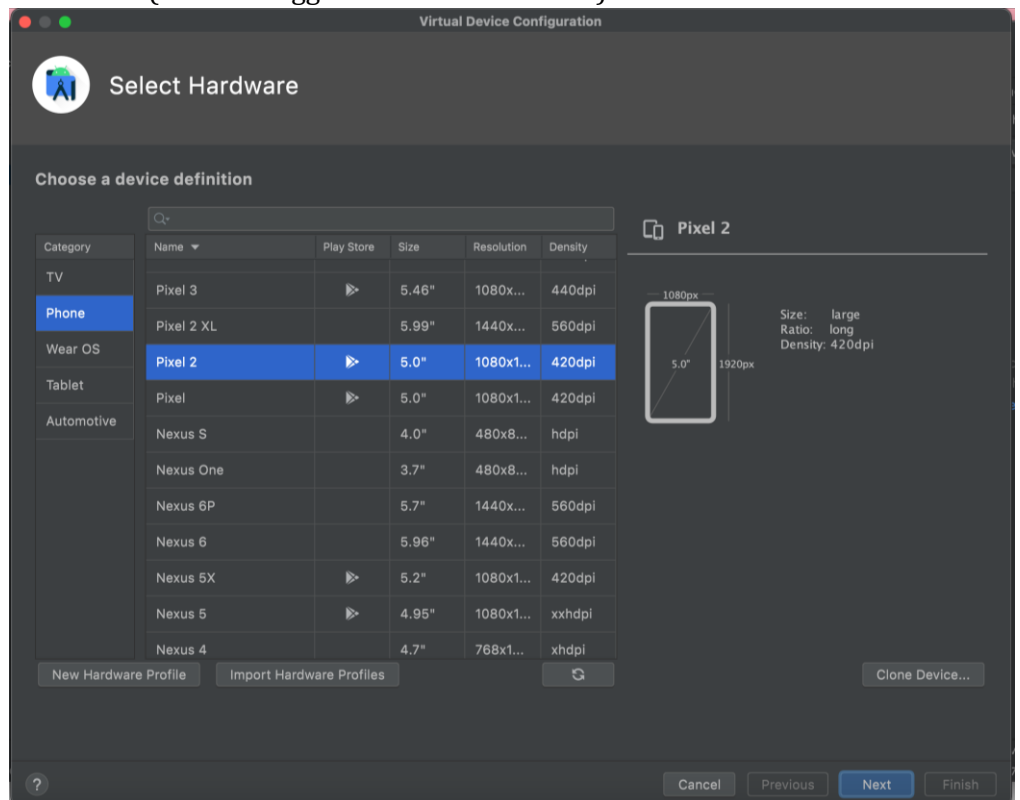 Virtual Device Configuration
Select Hardware
Choose a device definition
Category Name Play Store Size Resolution Density
TV
Phone
Wear OS
Tablet
Automotive
Pixel 3 5.46" 1080x... 440dpi
Pixel 2 XL 5.99" 1440x... 560dpi
Pixel 2 5.0" 1080x1... 420dpi
Pixel 5.0" 1080x1... 420dpi
Nexus S 4.0" 480x8... hdpi
Nexus One 3.7" 480x8... hdpi
Nexus 6P 5.7" 1440x... 560dpi
Nexus 6 5.96" 1440x... 560dpi
Nexus 5X 5.2" 1080x1... 420dpi
Nexus 5 4.95" 1080x1... xxhdpi
Nexus 4 4.7" 768x1... xhdpi
Pixel 2
1080px
5.0"
1920px
Size: large
Ratio: long
Density: 420dpi
New Hardware Profile Import Hardware Profiles
Clone Device...
? Cancel Previous Next Finish